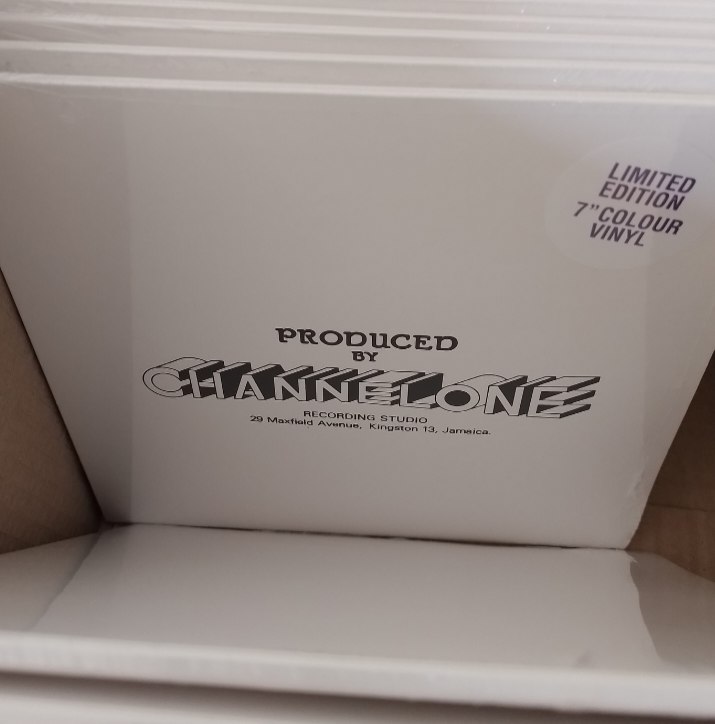 LIMITED
EDITION
7"COLOUR
VINYL
PRODUCED
BY
CHANNEL ONE
RECORDING STUDIO
29 Maxfield Avenue, Kingston 13, Jamaica.